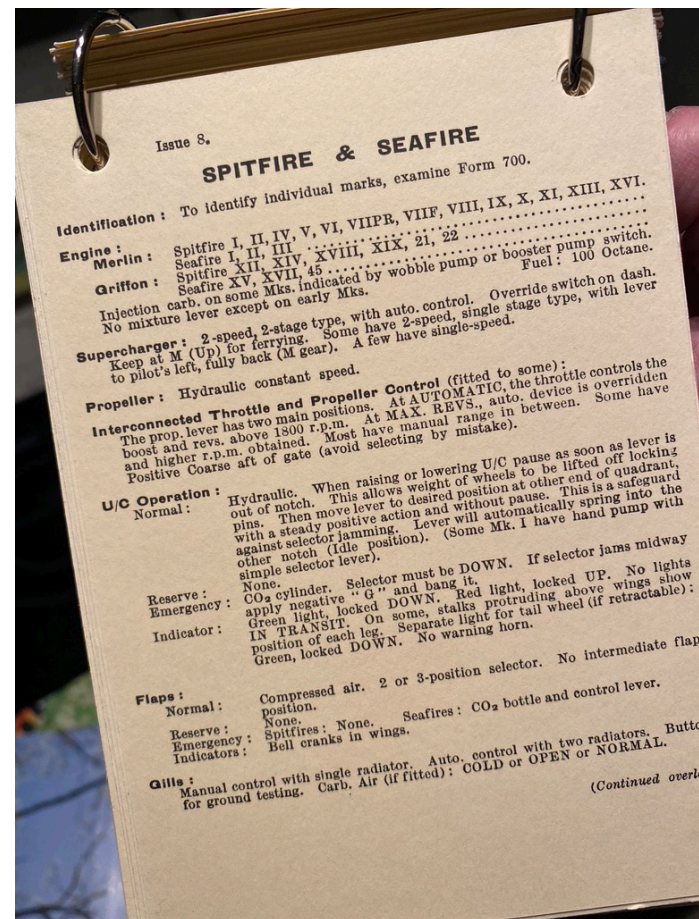 Issue 8.
SPITFIRE & SEAFIRE
Identification : To identify individual marks, examine Form 700.
Engine :
Merlin : Spitfire I, II, IV, V, VI, VIIPR, VIIF, VIII, IX, X, XI, XIII, XVI.
Seafire I, II, III ..................................................
Griffon : Spitfire XII, XIV, XVIII, XIX, 21, 22 ..............................
Seafire XV, XVII, 45 ..................................................
Injection carb. on some Mks. indicated by wobble pump or booster pump switch.
No mixture lever except on early Mks. Fuel : 100 Octane.
Supercharger : 2-speed, 2-stage type, with auto. control. Override switch on dash.
Keep at M (Up) for ferrying. Some have 2-speed, single stage type, with lever
to pilot's left, fully back (M gear). A few have single-speed.
Propeller : Hydraulic constant speed.
Interconnected Throttle and Propeller Control (fitted to some) :
The prop. lever has two main positions. At AUTOMATIC, the throttle controls the
boost and revs. above 1800 r.p.m. At MAX. REVS., auto. device is overridden
and higher r.p.m. obtained. Most have manual range in between. Some have
Positive Coarse aft of gate (avoid selecting by mistake).
U/C Operation :
Normal : Hydraulic. When raising or lowering U/C pause as soon as lever is
out of notch. This allows weight of wheels to be lifted off locking
pins. Then move lever to desired position at other end of quadrant,
with a steady positive action and without pause. This is a safeguard
against selector jamming. Lever will automatically spring into the
other notch (Idle position). (Some Mk. I have hand pump with
simple selector lever).
Reserve : None.
Emergency : CO₂ cylinder. Selector must be DOWN. If selector jams midway
apply negative "G" and bang it.
Indicator : Green light, locked DOWN. Red light, locked UP. No lights
IN TRANSIT. On some, stalks protruding above wings show
position of each leg. Separate light for tail wheel (if retractable) :
Green, locked DOWN. No warning horn.
Flaps :
Normal : Compressed air. 2 or 3-position selector. No intermediate flap
position.
Reserve : None.
Emergency : Spitfires : None. Seafires : CO₂ bottle and control lever.
Indicators : Bell cranks in wings.
Gills :
Manual control with single radiator. Auto. control with two radiators. Butto
for ground testing. Carb. Air (if fitted) : COLD or OPEN or NORMAL.
(Continued overl